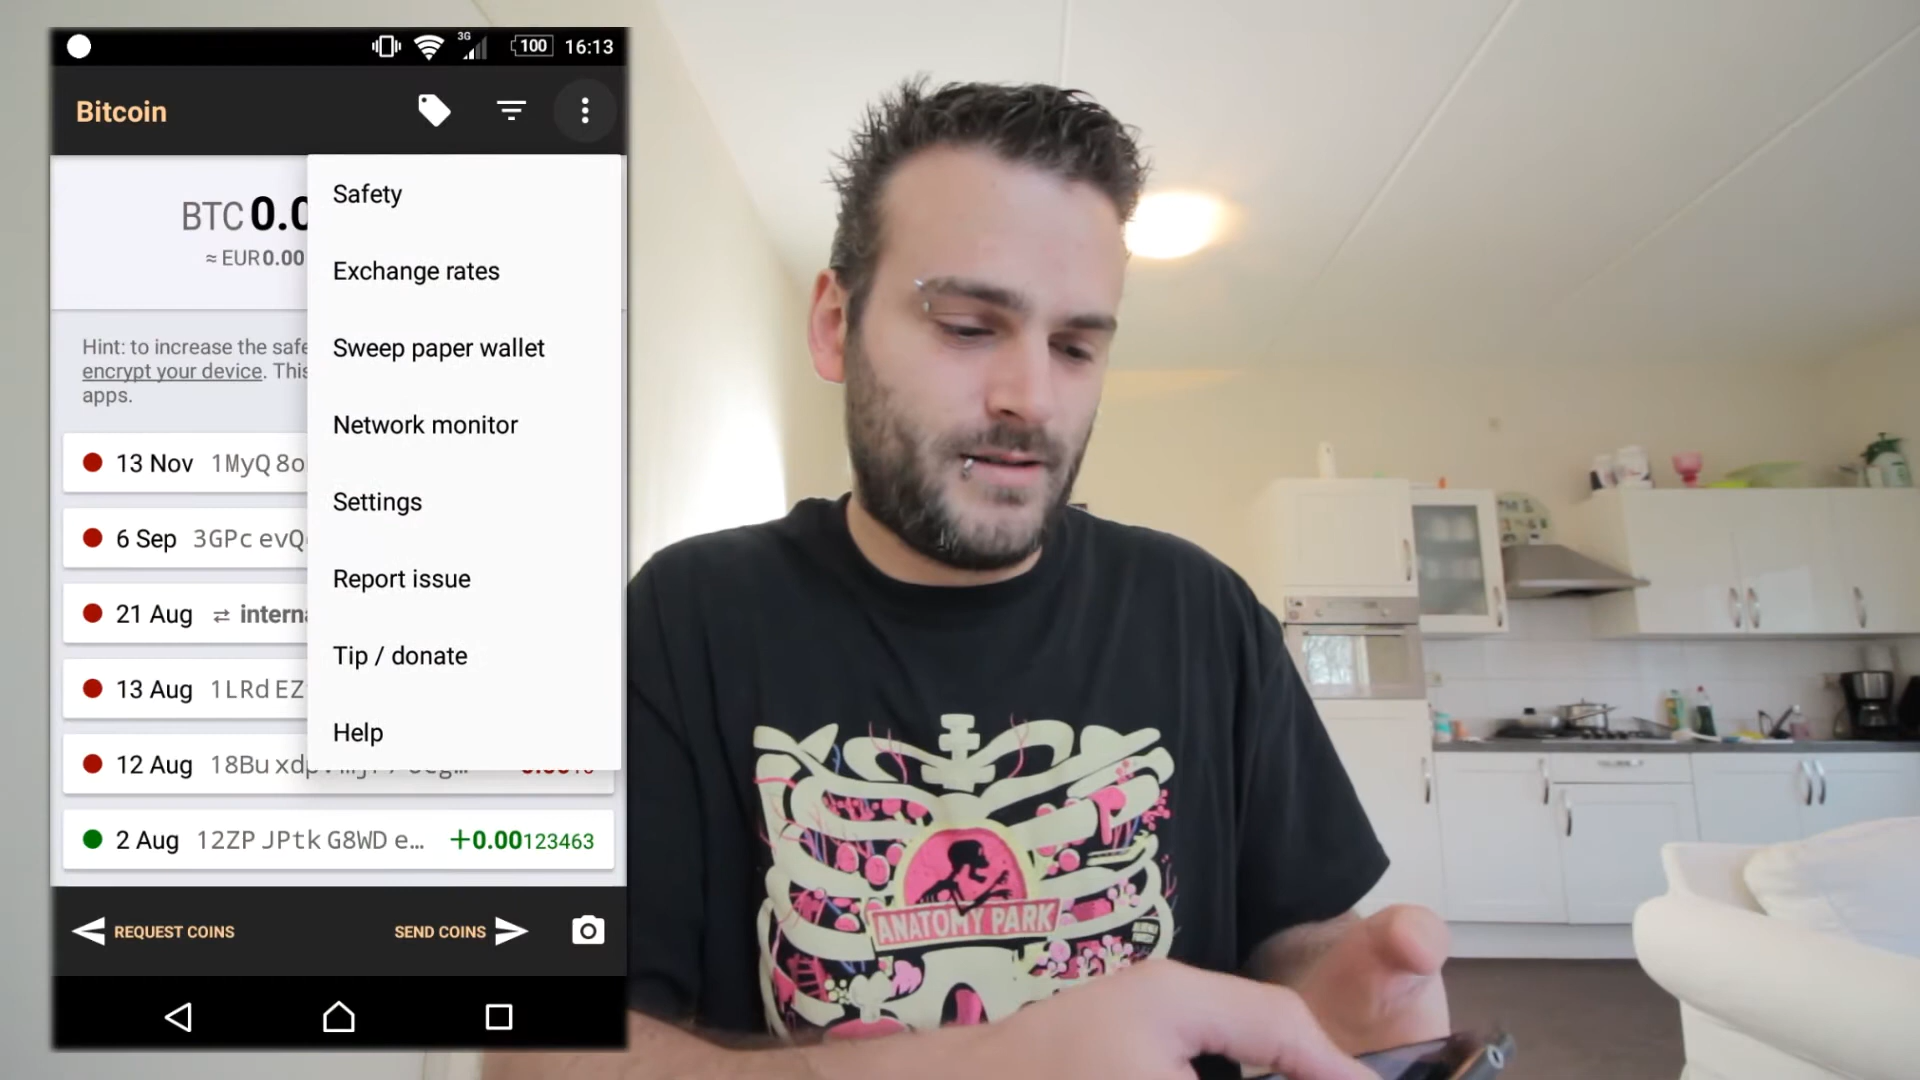 3G 100 16:13
Bitcoin
BTC 0.0
≈ EUR 0.00
Hint: to increase the safe
encrypt your device. This
apps.
Safety
Exchange rates
Sweep paper wallet
Network monitor
Settings
Report issue
Tip / donate
Help
13 Nov 1MyQ 8o
6 Sep 3GPc evQ
21 Aug ⇄ interna
13 Aug 1LRd EZ
12 Aug 18Bu xdp
2 Aug 12ZP JPtk G8WD e... +0.00123463
REQUEST COINS SEND COINS
ANATOMY PARK